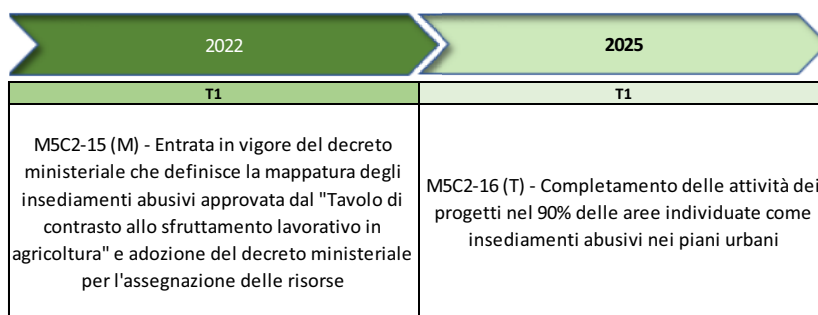 2022
2025
T1
T1
M5C2-15 (M) - Entrata in vigore del decreto
ministeriale che definisce la mappatura degli
insediamenti abusivi approvata dal "Tavolo di
contrasto allo sfruttamento lavorativo in
agricoltura" e adozione del decreto ministeriale
per l'assegnazione delle risorse
M5C2-16 (T) - Completamento delle attività dei
progetti nel 90% delle aree individuate come
insediamenti abusivi nei piani urbani